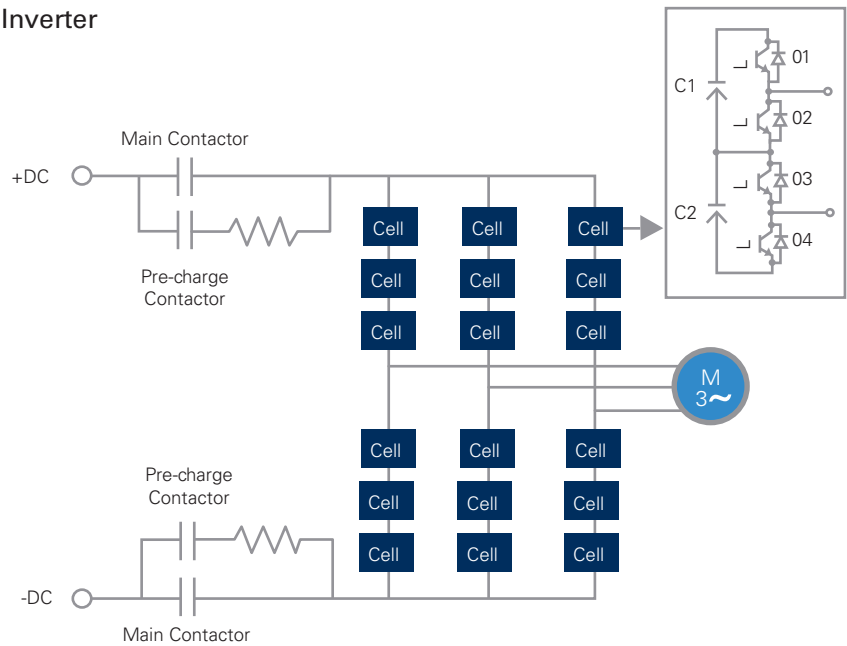 Inverter
Main Contactor
+DC
Pre-charge
Contactor
Cell Cell Cell
Cell Cell Cell
Cell Cell Cell
C1
C2
01
02
03
04
M
3~
Cell Cell Cell
Cell Cell Cell
Cell Cell Cell
Pre-charge
Contactor
-DC
Main Contactor